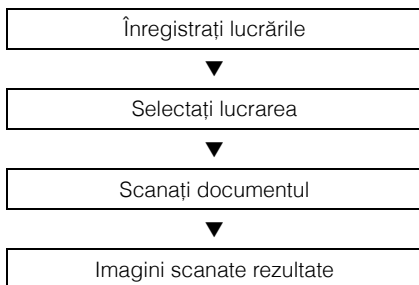 Înregistrați lucrările
▼
Selectați lucrarea
▼
Scanați documentul
▼
Imagini scanate rezultate